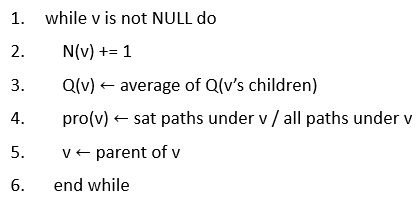 1. while v is not NULL do
2. N(v) += 1
3. Q(v) ← average of Q(v's children)
4. pro(v) ← sat paths under v / all paths under v
5. v ← parent of v
6. end while